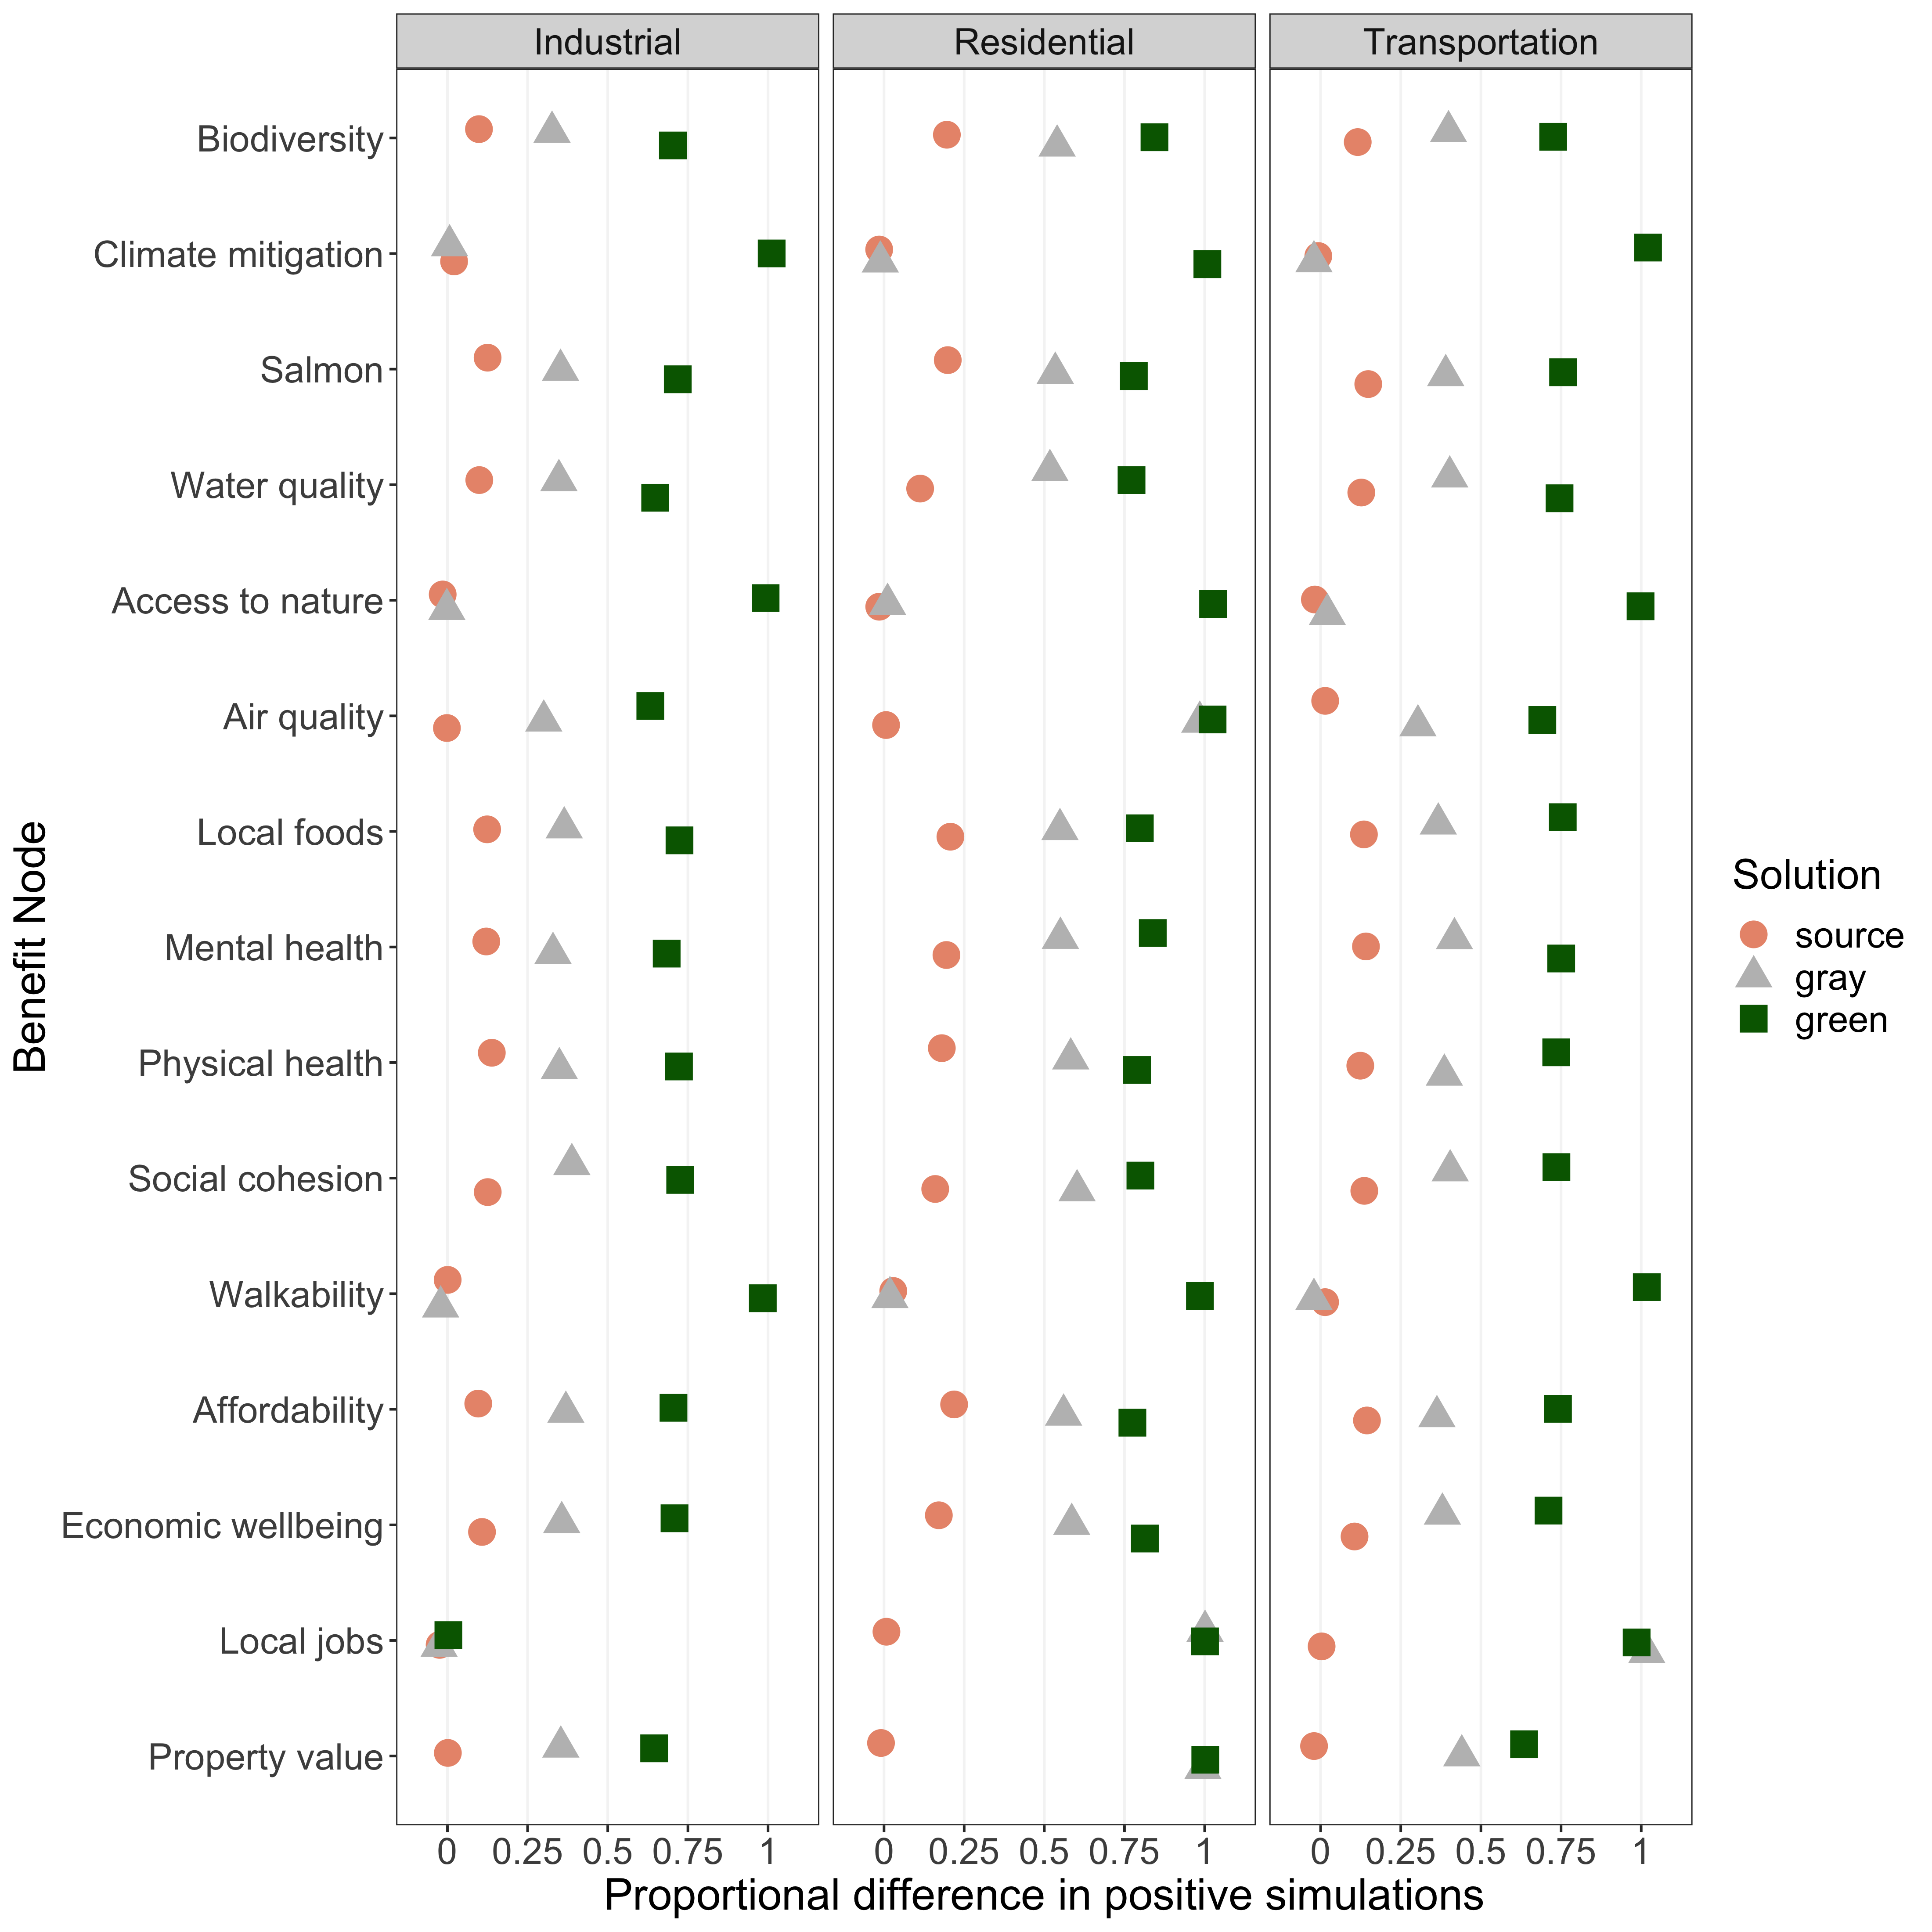 Industrial
Residential
Transportation
Biodiversity
Climate mitigation
Salmon
Water quality
Access to nature
Air quality
Local foods
Mental health
Physical health
Social cohesion
Walkability
Affordability
Economic wellbeing
Local jobs
Property value
Benefit Node
0 0.25 0.5 0.75 1
0 0.25 0.5 0.75 1
0 0.25 0.5 0.75 1
Proportional difference in positive simulations
Solution
source
gray
green